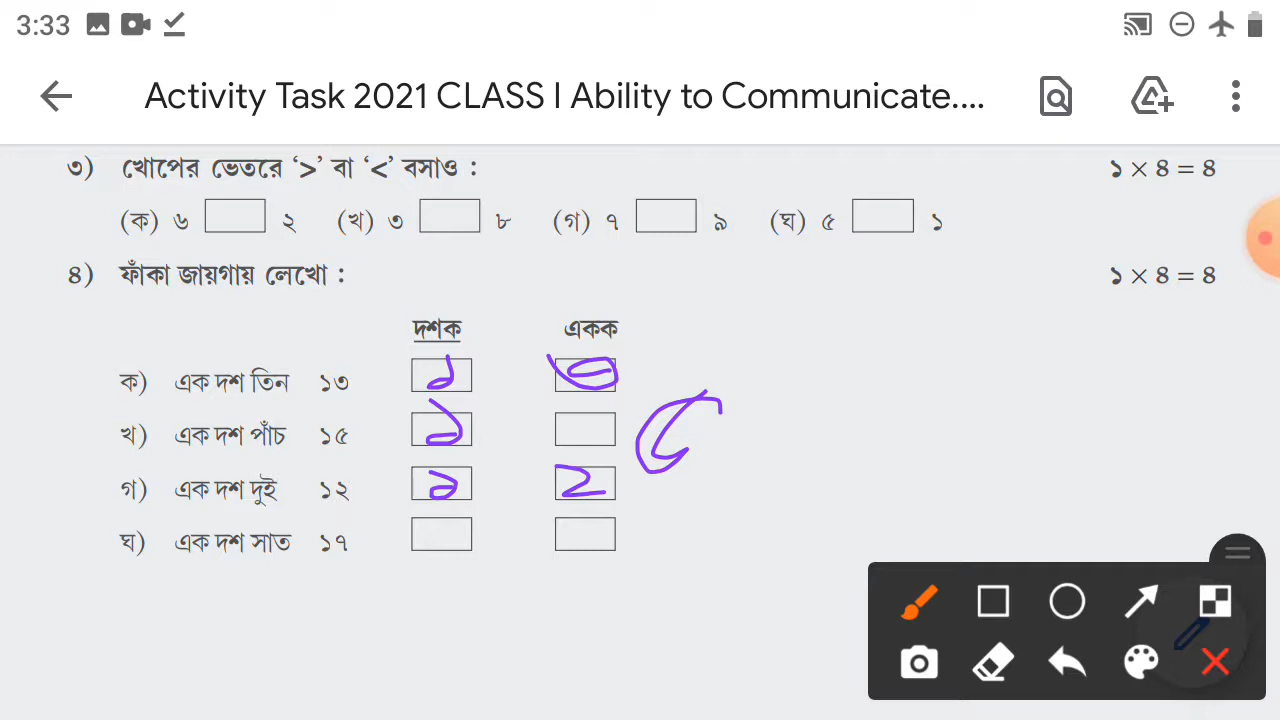 3:33
Activity Task 2021 CLASS I Ability to Communicate....
৩) খোপের ভেতরে ‘>’ বা ‘<’ বসাও : ১ × ৪ = ৪
(ক) ৬ ২ (খ) ৩ ৮ (গ) ৭ ৯ (ঘ) ৫ ১
৪) ফাঁকা জায়গায় লেখো : ১ × ৪ = ৪
দশক একক
ক) এক দশ তিন ১৩ ১ ৩
খ) এক দশ পাঁচ ১৫ ১ ৫
গ) এক দশ দুই ১২ ১ ২
ঘ) এক দশ সাত ১৭